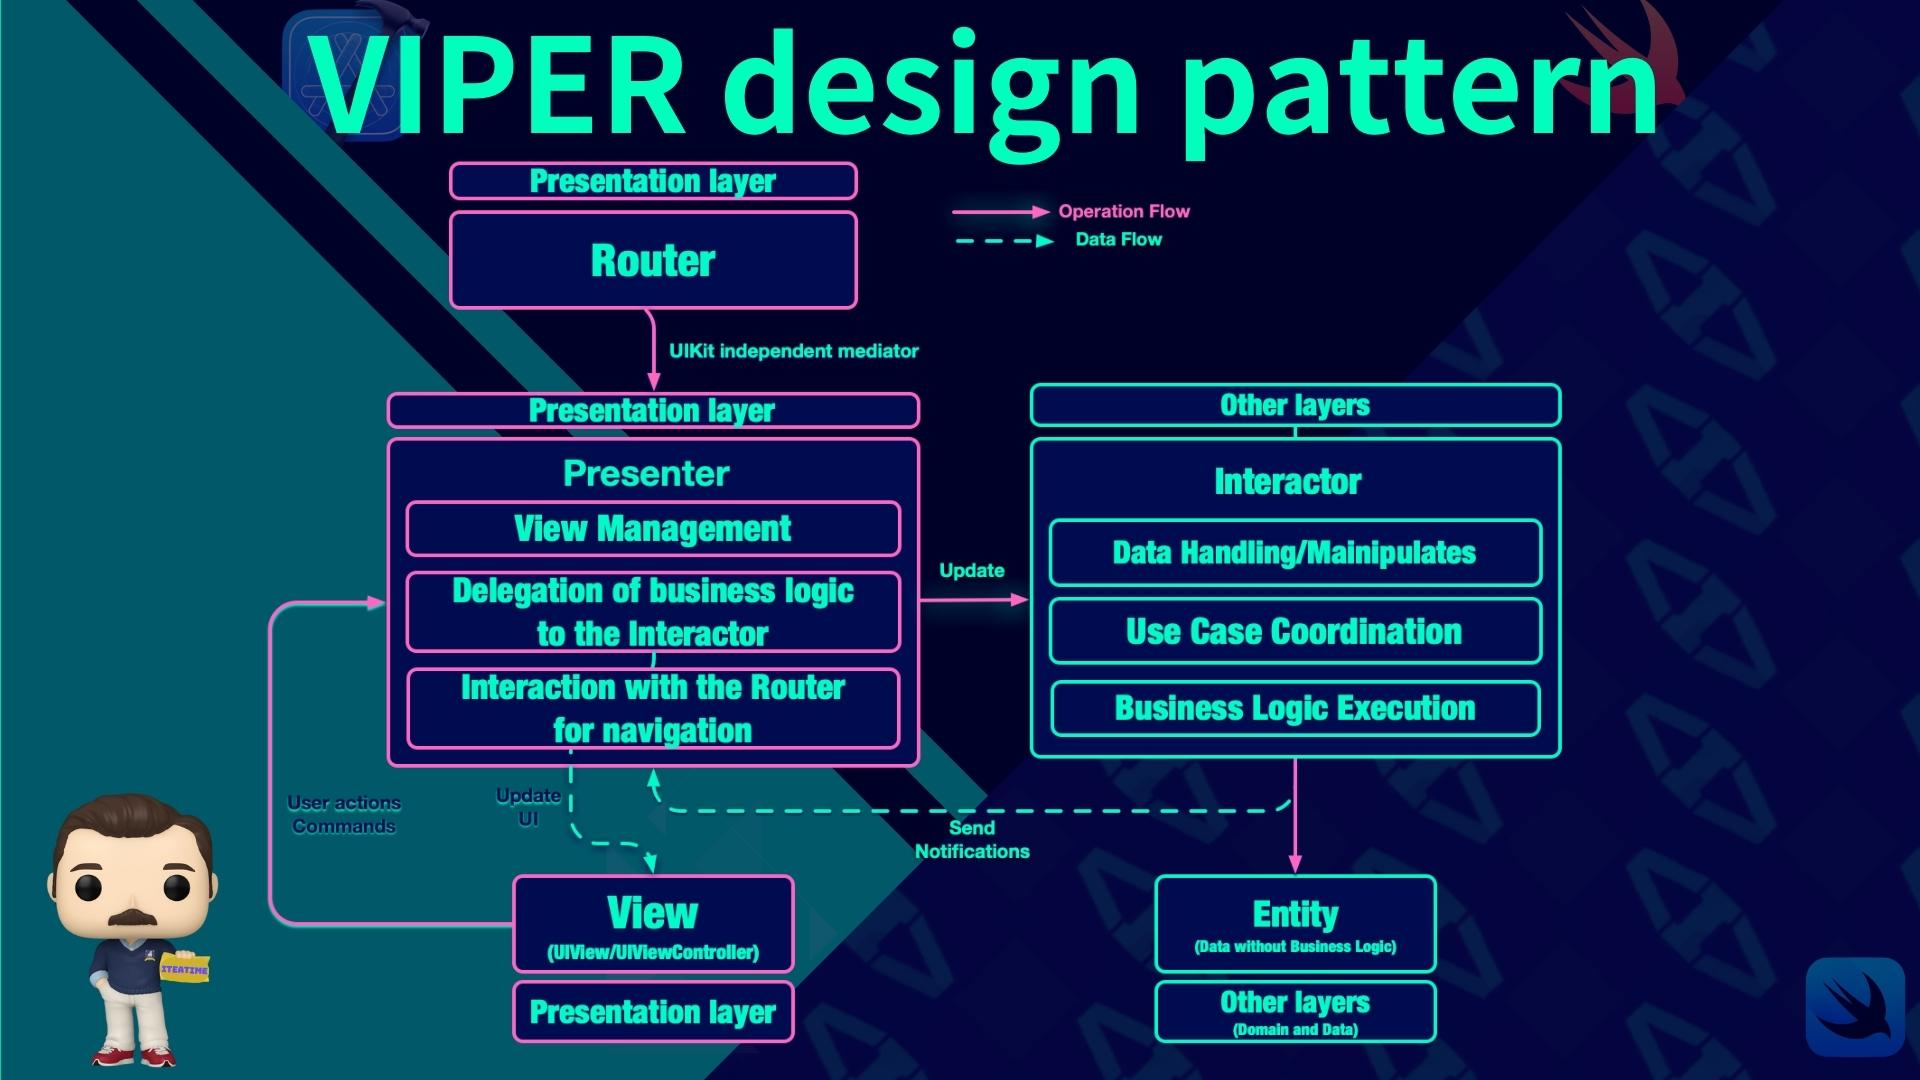 VIPER design pattern
Presentation layer
Router
Operation Flow
Data Flow
UIKit independent mediator
Presentation layer
Presenter
View Management
Delegation of business logic
to the Interactor
Interaction with the Router
for navigation
Other layers
Interactor
Data Handling/Mainipulates
Use Case Coordination
Business Logic Execution
Update
User actions
Commands
Update
UI
Send
Notifications
View
(UIView/UIViewController)
Presentation layer
Entity
(Data without Business Logic)
Other layers
(Domain and Data)
ITEATIME